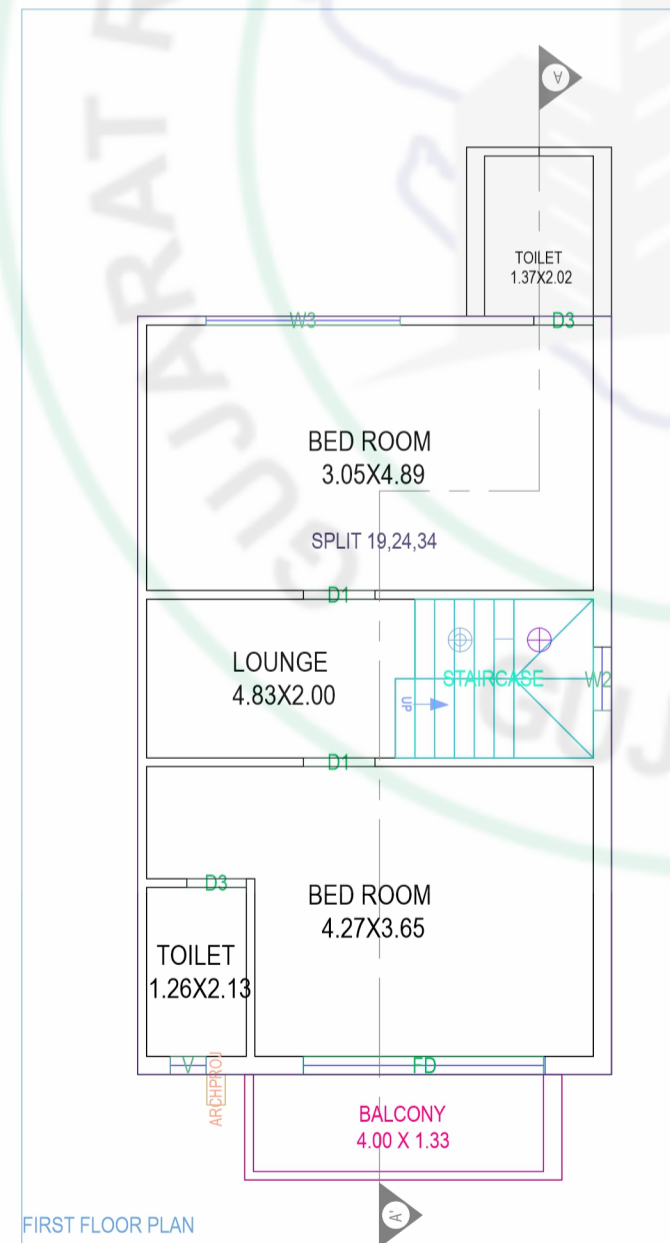 GUJARAT R
A
TOILET
1.37X2.02
W3
D3
BED ROOM
3.05X4.89
SPLIT 19,24,34
D1
LOUNGE
4.83X2.00
STAIRCASE
W2
UP
GUJ
D1
D3
BED ROOM
4.27X3.65
TOILET
1.26X2.13
V
FD
ARCHPROJ
BALCONY
4.00 X 1.33
A'
FIRST FLOOR PLAN